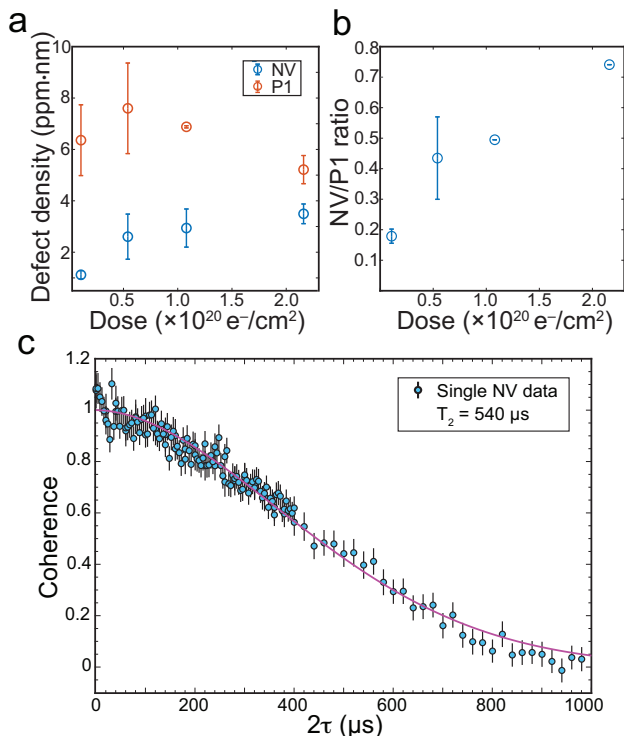 a
Defect density (ppm·nm)
10
8
6
4
2
NV
P1
0.5
1.0
1.5
2.0
Dose (×10²⁰ e⁻/cm²)
b
NV/P1 ratio
0.8
0.7
0.6
0.5
0.4
0.3
0.2
0.1
0.5
1.0
1.5
2.0
Dose (×10²⁰ e⁻/cm²)
c
Coherence
1.2
1
0.8
0.6
0.4
0.2
0
Single NV data
T₂ = 540 µs
0
200
400
600
800
1000
2τ (µs)